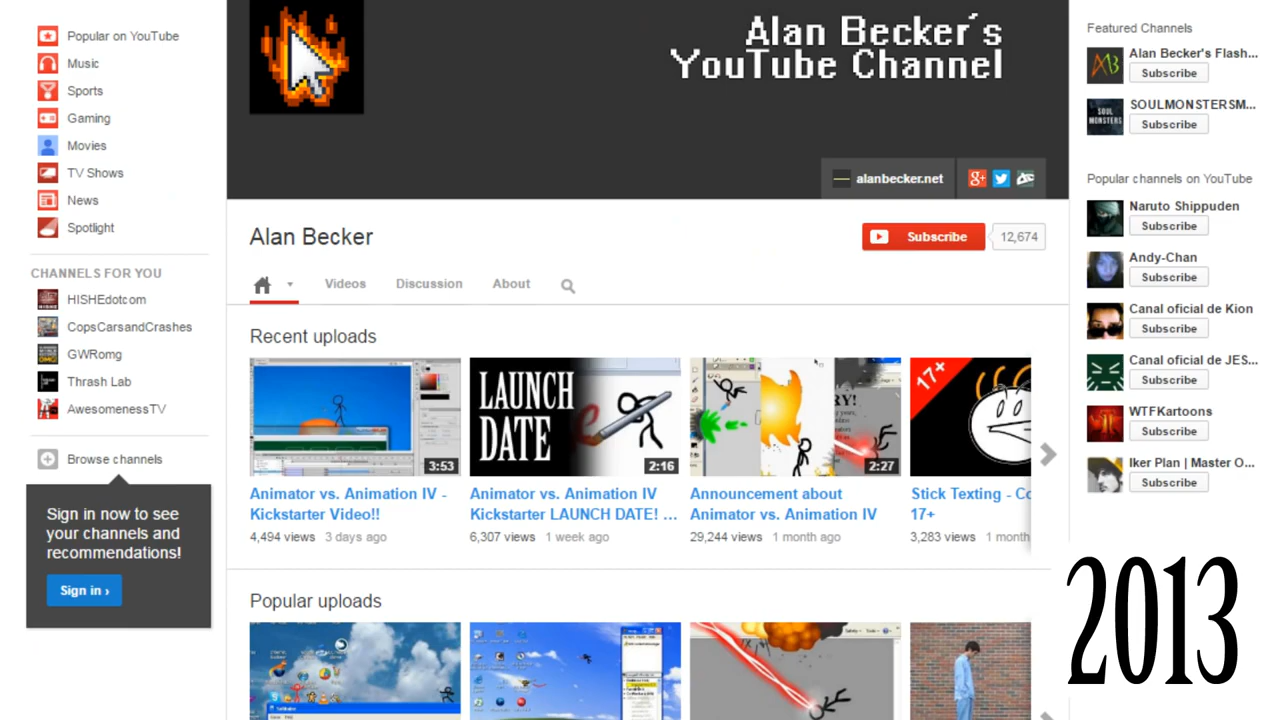 Popular on YouTube
Music
Sports
Gaming
Movies
TV Shows
News
Spotlight
CHANNELS FOR YOU
HISHEdotcom
CopsCarsandCrashes
GWRomg
Thrash Lab
AwesomenessTV
Browse channels
Sign in now to see
your channels and
recommendations!
Sign in ›
Alan Becker's
YouTube Channel
alanbecker.net
Alan Becker
Subscribe
12,674
Videos
Discussion
About
Recent uploads
3:53
LAUNCH
DATE
2:16
2:27
17+
Animator vs. Animation IV -
Kickstarter Video!!
4,494 views 3 days ago
Animator vs. Animation IV
Kickstarter LAUNCH DATE! ...
6,307 views 1 week ago
Announcement about
Animator vs. Animation IV
29,244 views 1 month ago
Stick Texting - Co
17+
3,283 views 1 month
Popular uploads
Featured Channels
Alan Becker's Flash...
Subscribe
SOULMONSTERSM...
SOUL
MONSTERS
Subscribe
Popular channels on YouTube
Naruto Shippuden
Subscribe
Andy-Chan
Subscribe
Canal oficial de Kion
Subscribe
Canal oficial de JES...
Subscribe
WTFKartoons
Subscribe
Iker Plan | Master O...
Subscribe
2013